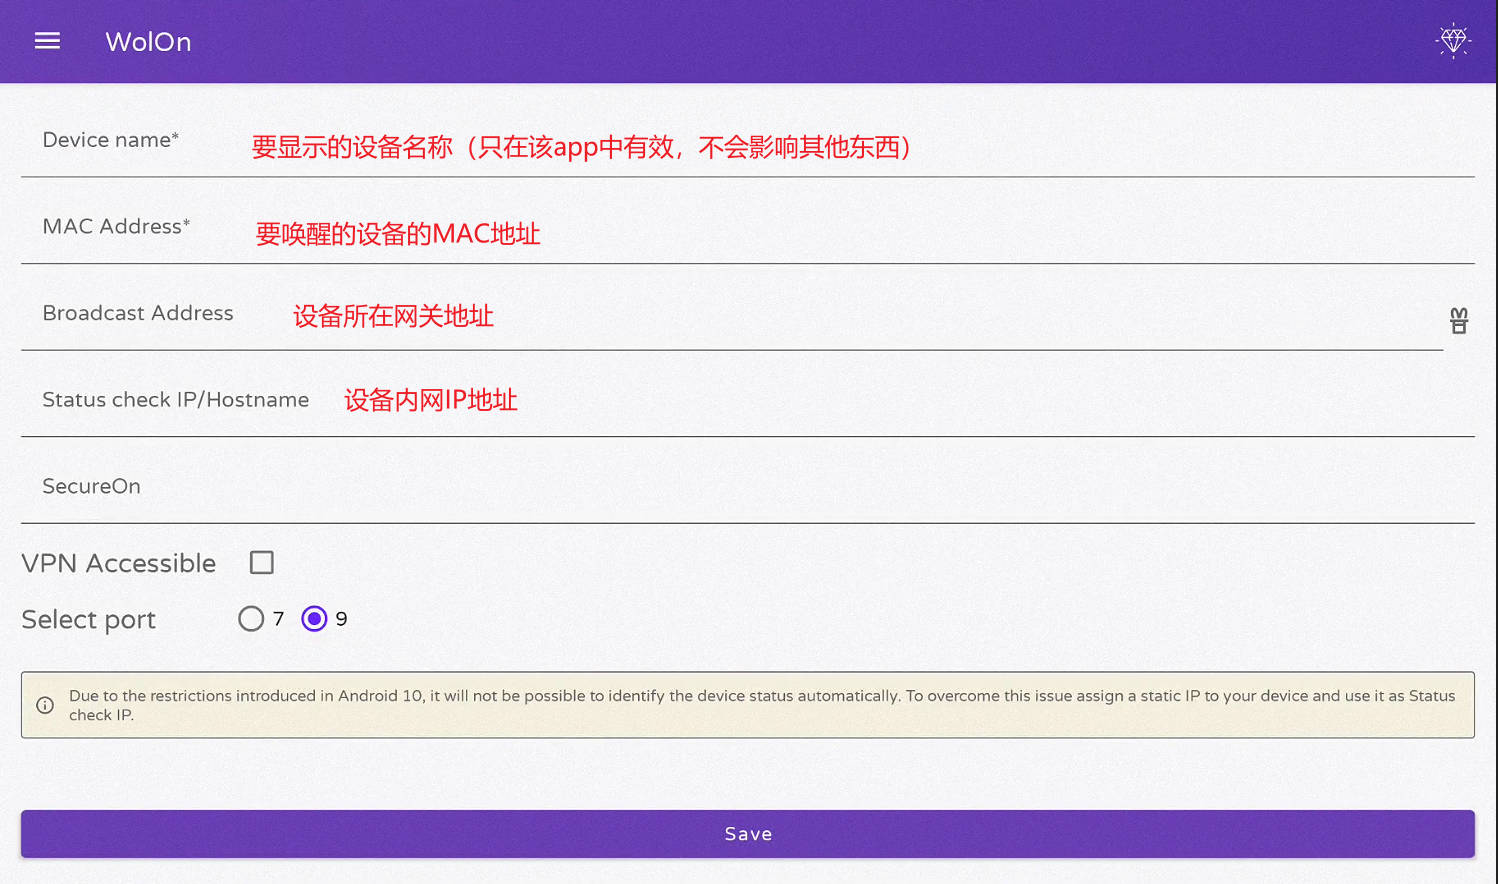 WolOn
Device name* 要显示的设备名称（只在该app中有效，不会影响其他东西）
MAC Address* 要唤醒的设备的MAC地址
Broadcast Address 设备所在网关地址
Status check IP/Hostname 设备内网IP地址
SecureOn
VPN Accessible
Select port 7 9
Due to the restrictions introduced in Android 10, it will not be possible to identify the device status automatically. To overcome this issue assign a static IP to your device and use it as Status
check IP.
Save